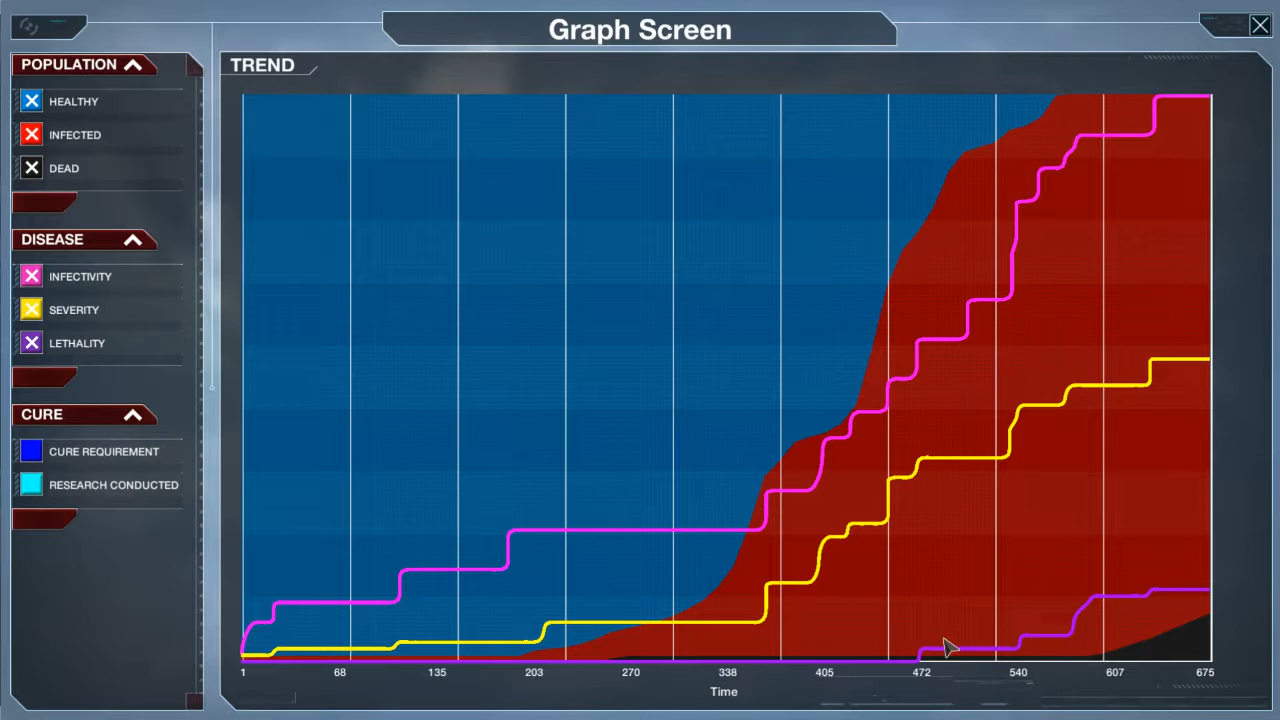 Graph Screen
POPULATION
HEALTHY
INFECTED
DEAD
DISEASE
INFECTIVITY
SEVERITY
LETHALITY
CURE
CURE REQUIREMENT
RESEARCH CONDUCTED
TREND
1 68 135 203 270 338 405 472 540 607 675
Time